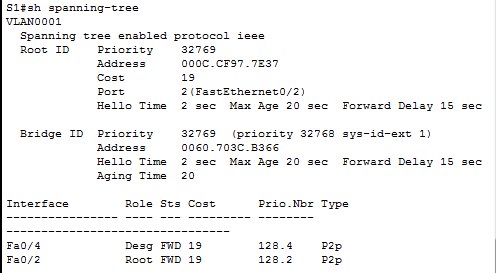 S1#sh spanning-tree
VLAN0001
  Spanning tree enabled protocol ieee
  Root ID    Priority    32769
             Address     000C.CF97.7E37
             Cost        19
             Port        2(FastEthernet0/2)
             Hello Time  2 sec  Max Age 20 sec  Forward Delay 15 sec

  Bridge ID  Priority    32769  (priority 32768 sys-id-ext 1)
             Address     0060.703C.B366
             Hello Time  2 sec  Max Age 20 sec  Forward Delay 15 sec
             Aging Time  20

Interface        Role Sts Cost      Prio.Nbr Type
---------------- ---- --- --------- -------- --------------------------------
Fa0/4            Desg FWD 19        128.4    P2p
Fa0/2            Root FWD 19        128.2    P2p